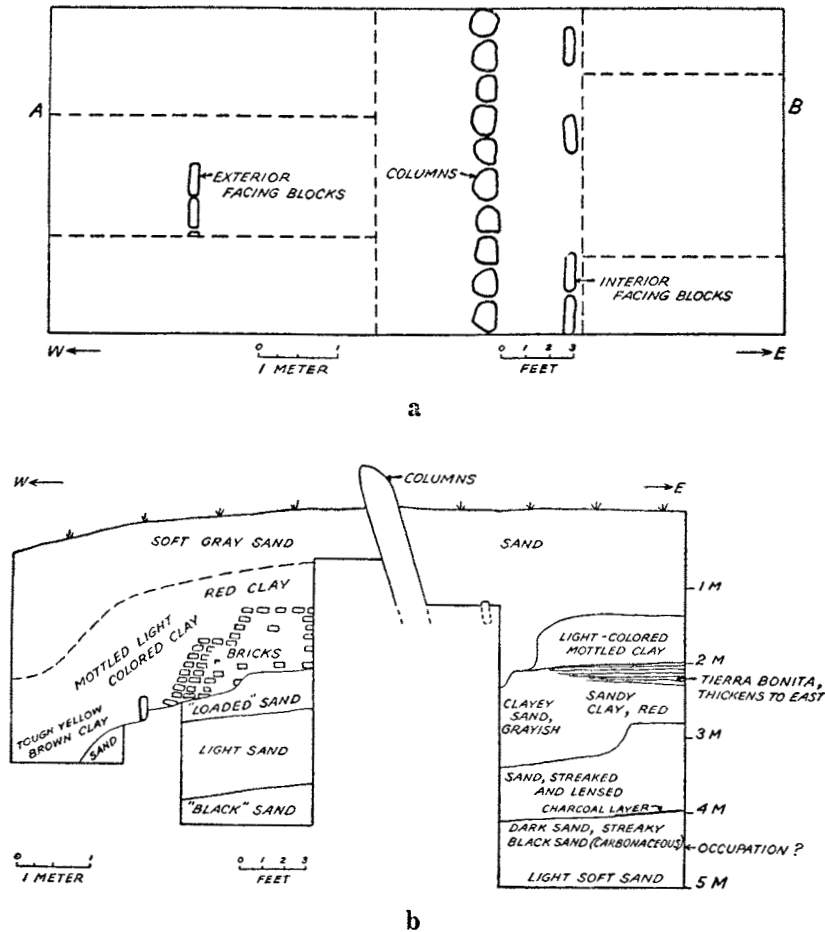 A
B
EXTERIOR
FACING BLOCKS
COLUMNS
INTERIOR
FACING BLOCKS
W
0 1
1 METER
0 1 2 3
FEET
E
a
W
COLUMNS
E
SOFT GRAY SAND
SAND
RED CLAY
1 M
MOTTLED LIGHT
COLORED CLAY
BRICKS
LIGHT-COLORED
MOTTLED CLAY
2 M
TIERRA BONITA,
THICKENS TO EAST
"LOADED" SAND
CLAYEY
SAND,
GRAYISH
SANDY
CLAY, RED
TOUGH YELLOW
BROWN CLAY
SAND
3 M
LIGHT SAND
SAND, STREAKED
AND LENSED
CHARCOAL LAYER
4 M
"BLACK" SAND
DARK SAND, STREAKY
BLACK SAND (CARBONACEOUS)
OCCUPATION ?
LIGHT SOFT SAND
5 M
0 1
1 METER
0 1 2 3
FEET
b